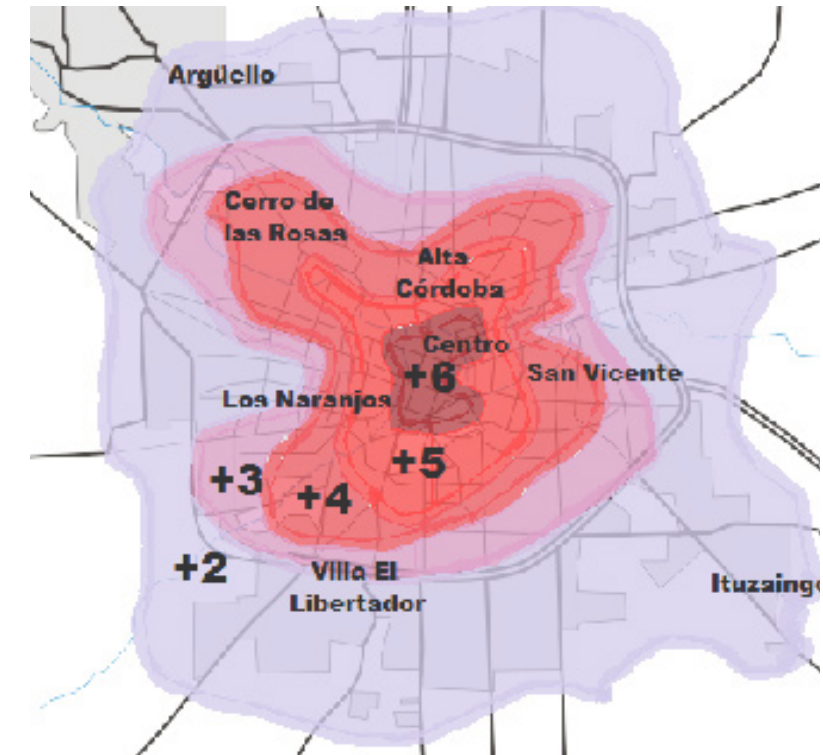 Argüello
Cerro de
las Rosas
Alta
Córdoba
Centro
+6
San Vicente
Los Naranjos
+5
+3
+4
+2
Villa El
Libertador